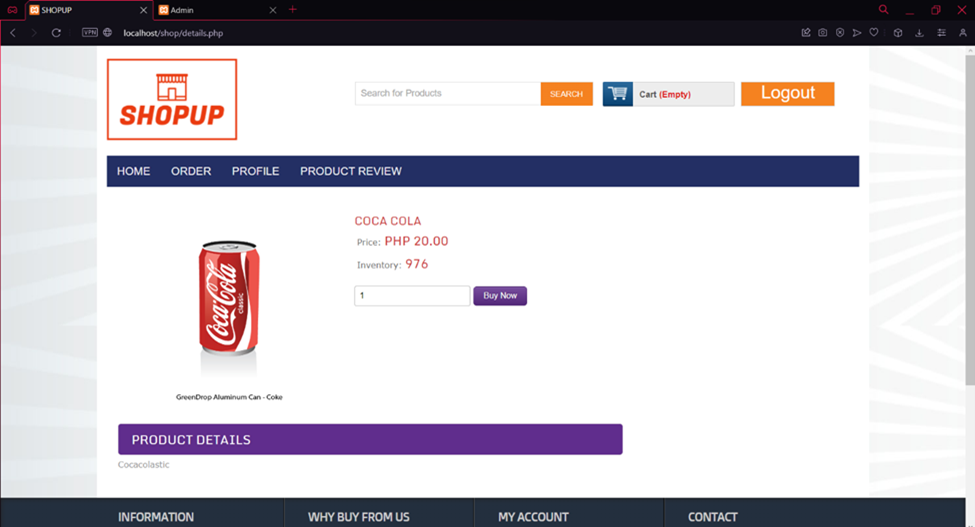 SHOPUP
Admin
VPN
localhost/shop/details.php
SHOPUP
Search for Products
SEARCH
Cart (Empty)
Logout
HOME
ORDER
PROFILE
PRODUCT REVIEW
COCA COLA
Price: PHP 20.00
Inventory: 976
1
Buy Now
Coca-Cola
classic
GreenDrop Aluminum Can - Coke
PRODUCT DETAILS
Cocacolastic
INFORMATION
WHY BUY FROM US
MY ACCOUNT
CONTACT